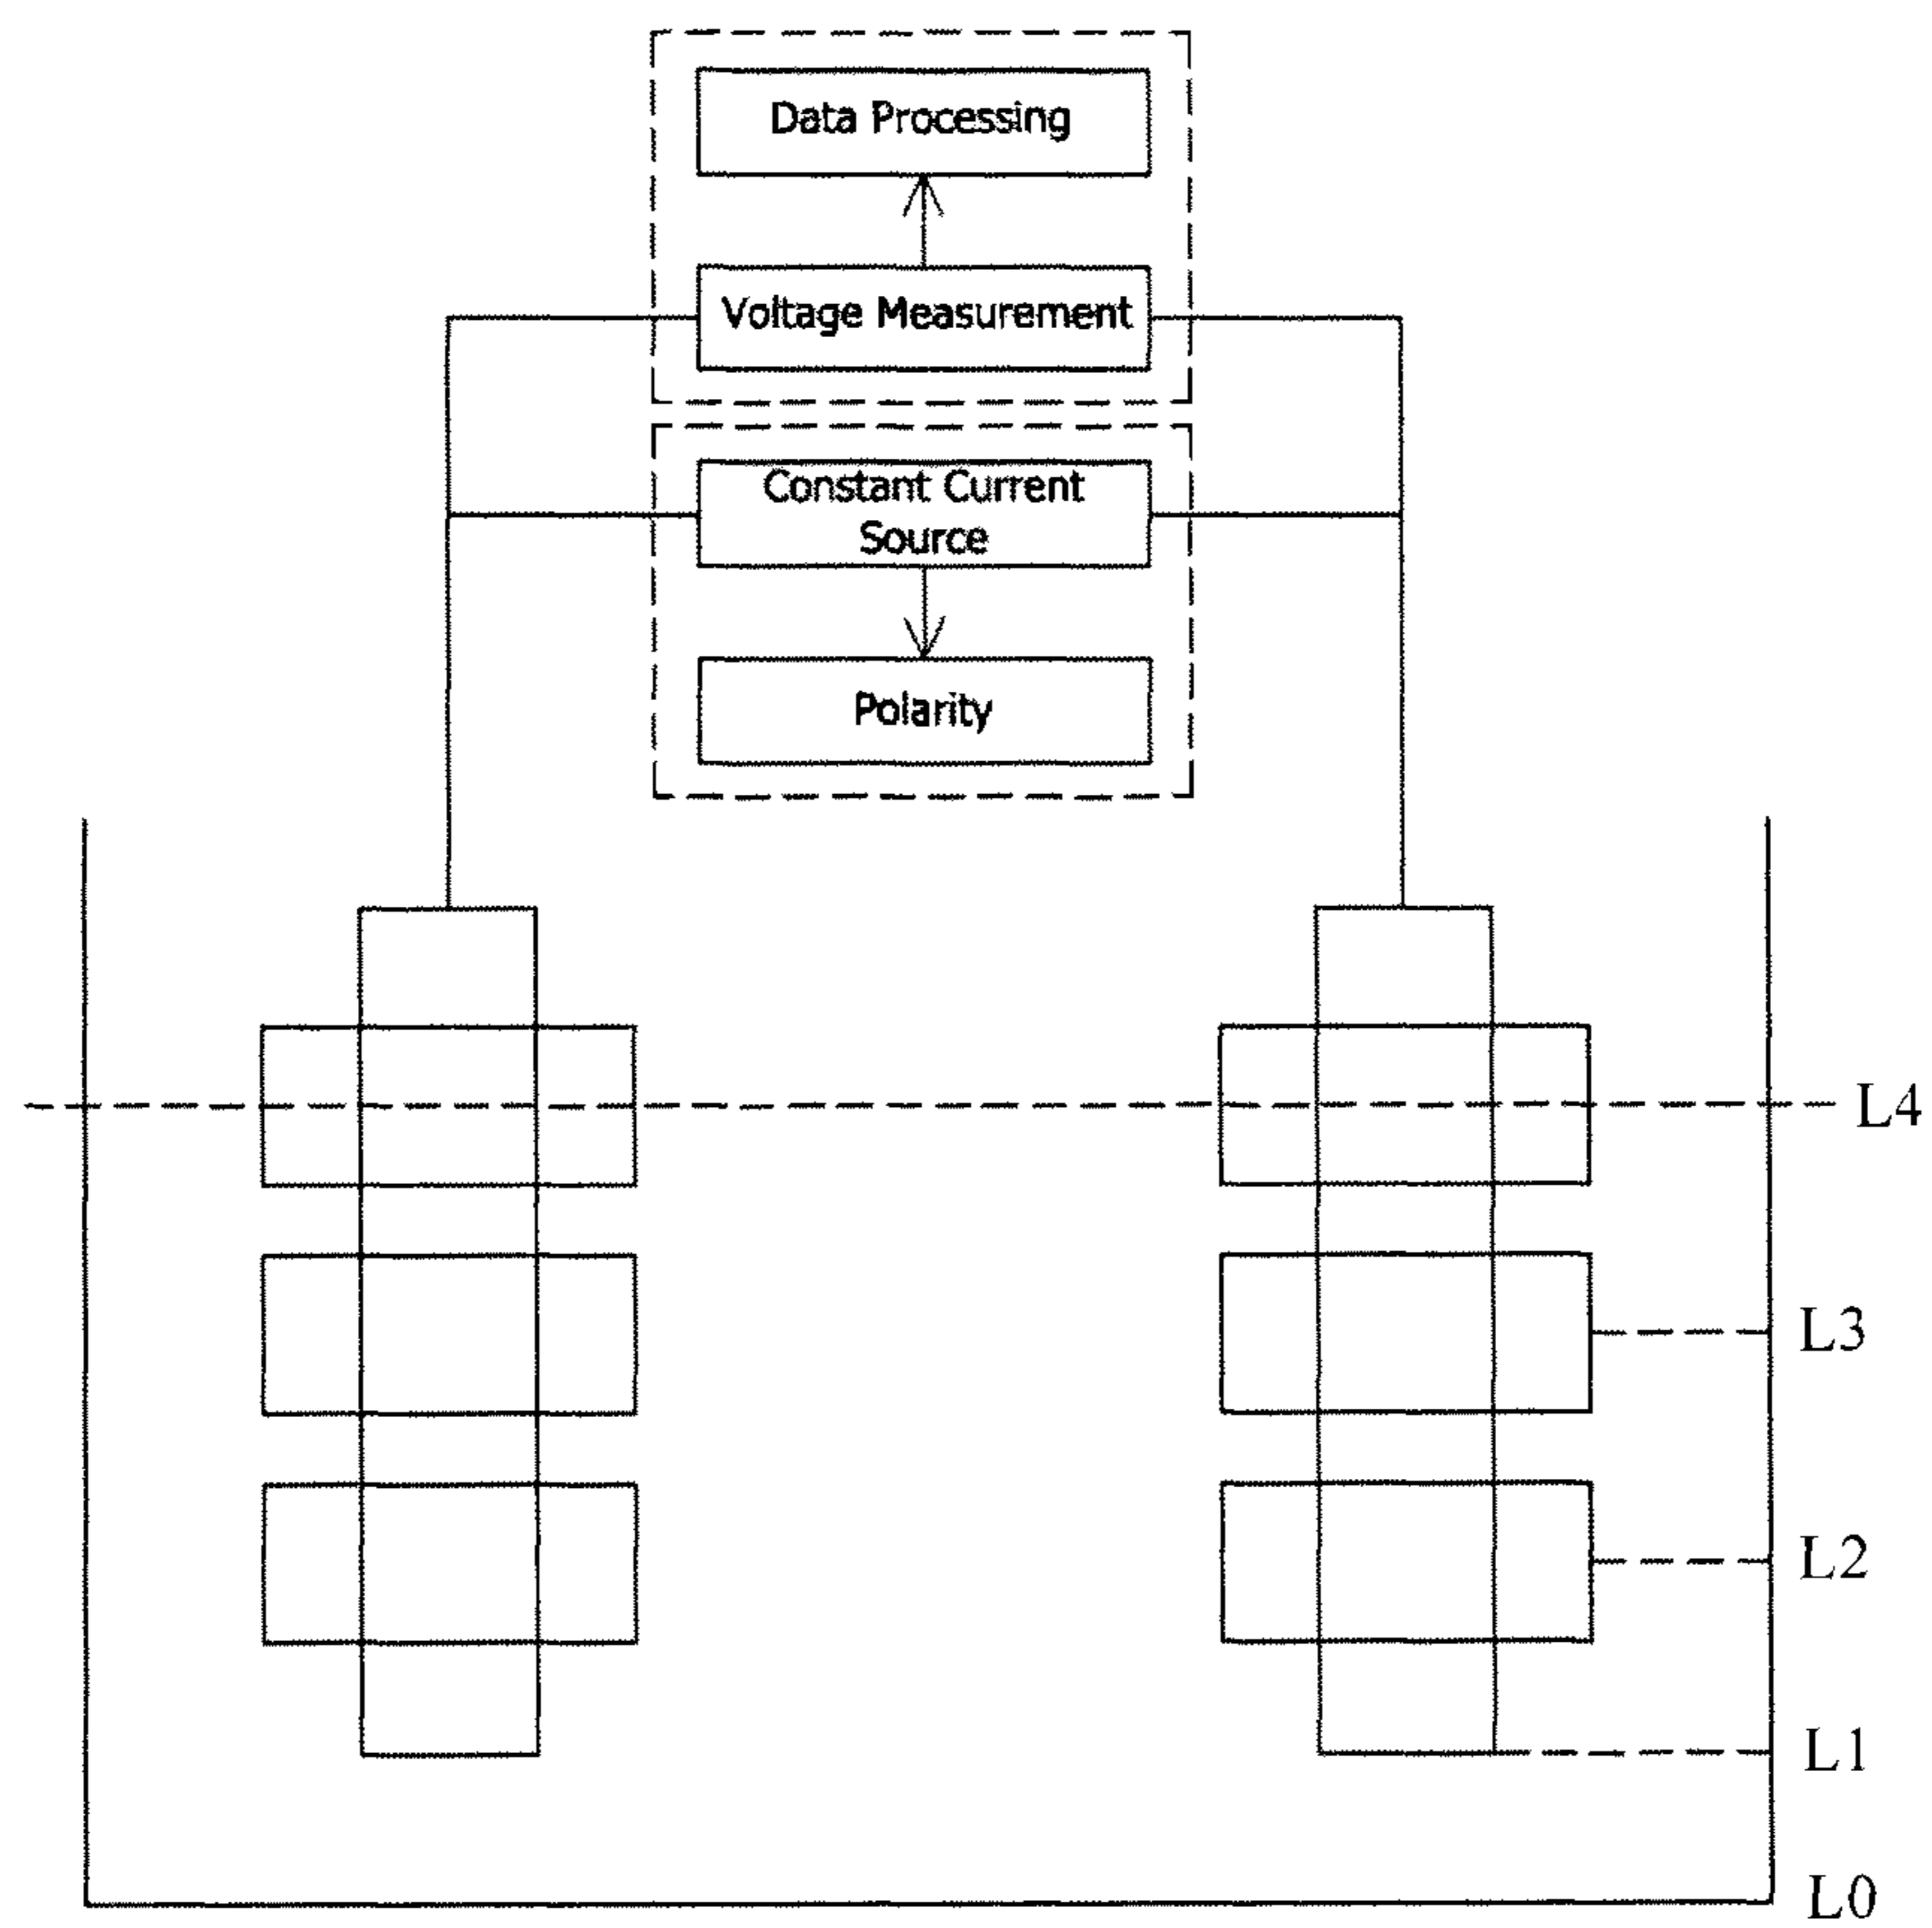 Data Processing
Voltage Measurement
Constant Current
Source
Polarity
L4
L3
L2
L1
L0